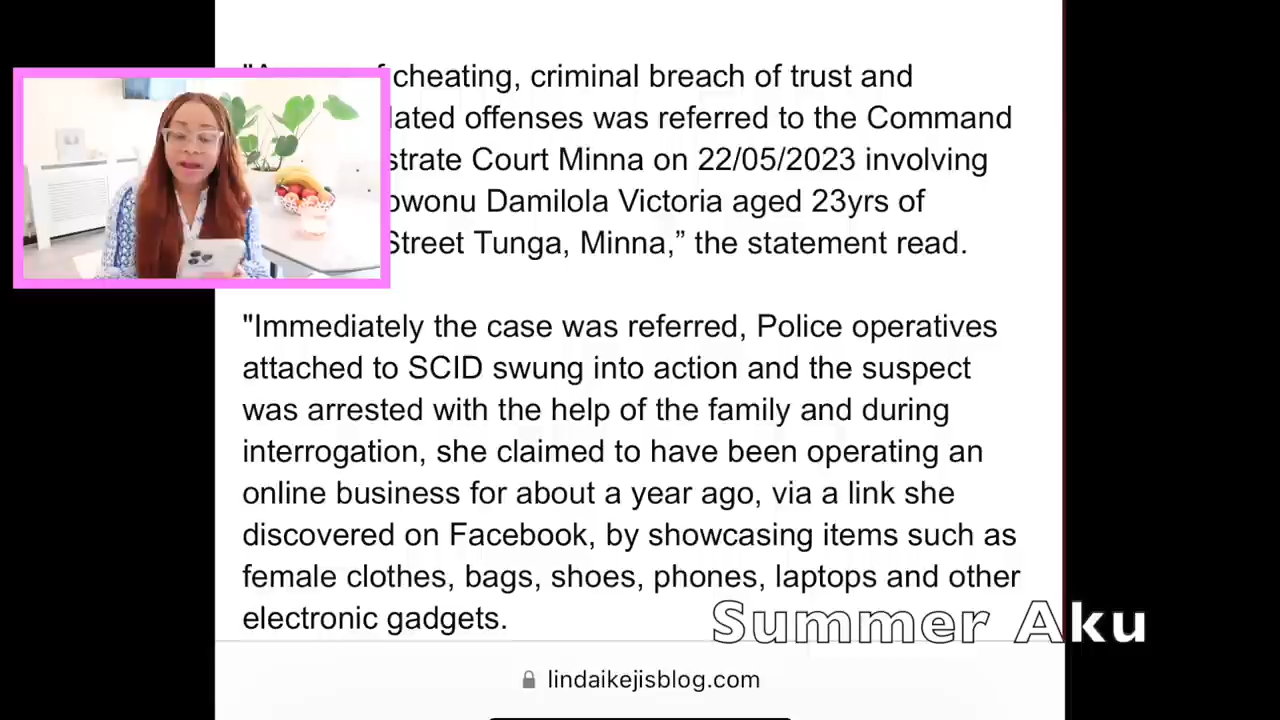 cheating, criminal breach of trust and
lated offenses was referred to the Command
strate Court Minna on 22/05/2023 involving
owonu Damilola Victoria aged 23yrs of
Street Tunga, Minna,” the statement read.
"Immediately the case was referred, Police operatives
attached to SCID swung into action and the suspect
was arrested with the help of the family and during
interrogation, she claimed to have been operating an
online business for about a year ago, via a link she
discovered on Facebook, by showcasing items such as
female clothes, bags, shoes, phones, laptops and other
electronic gadgets.
Summer Aku
lindaikejisblog.com